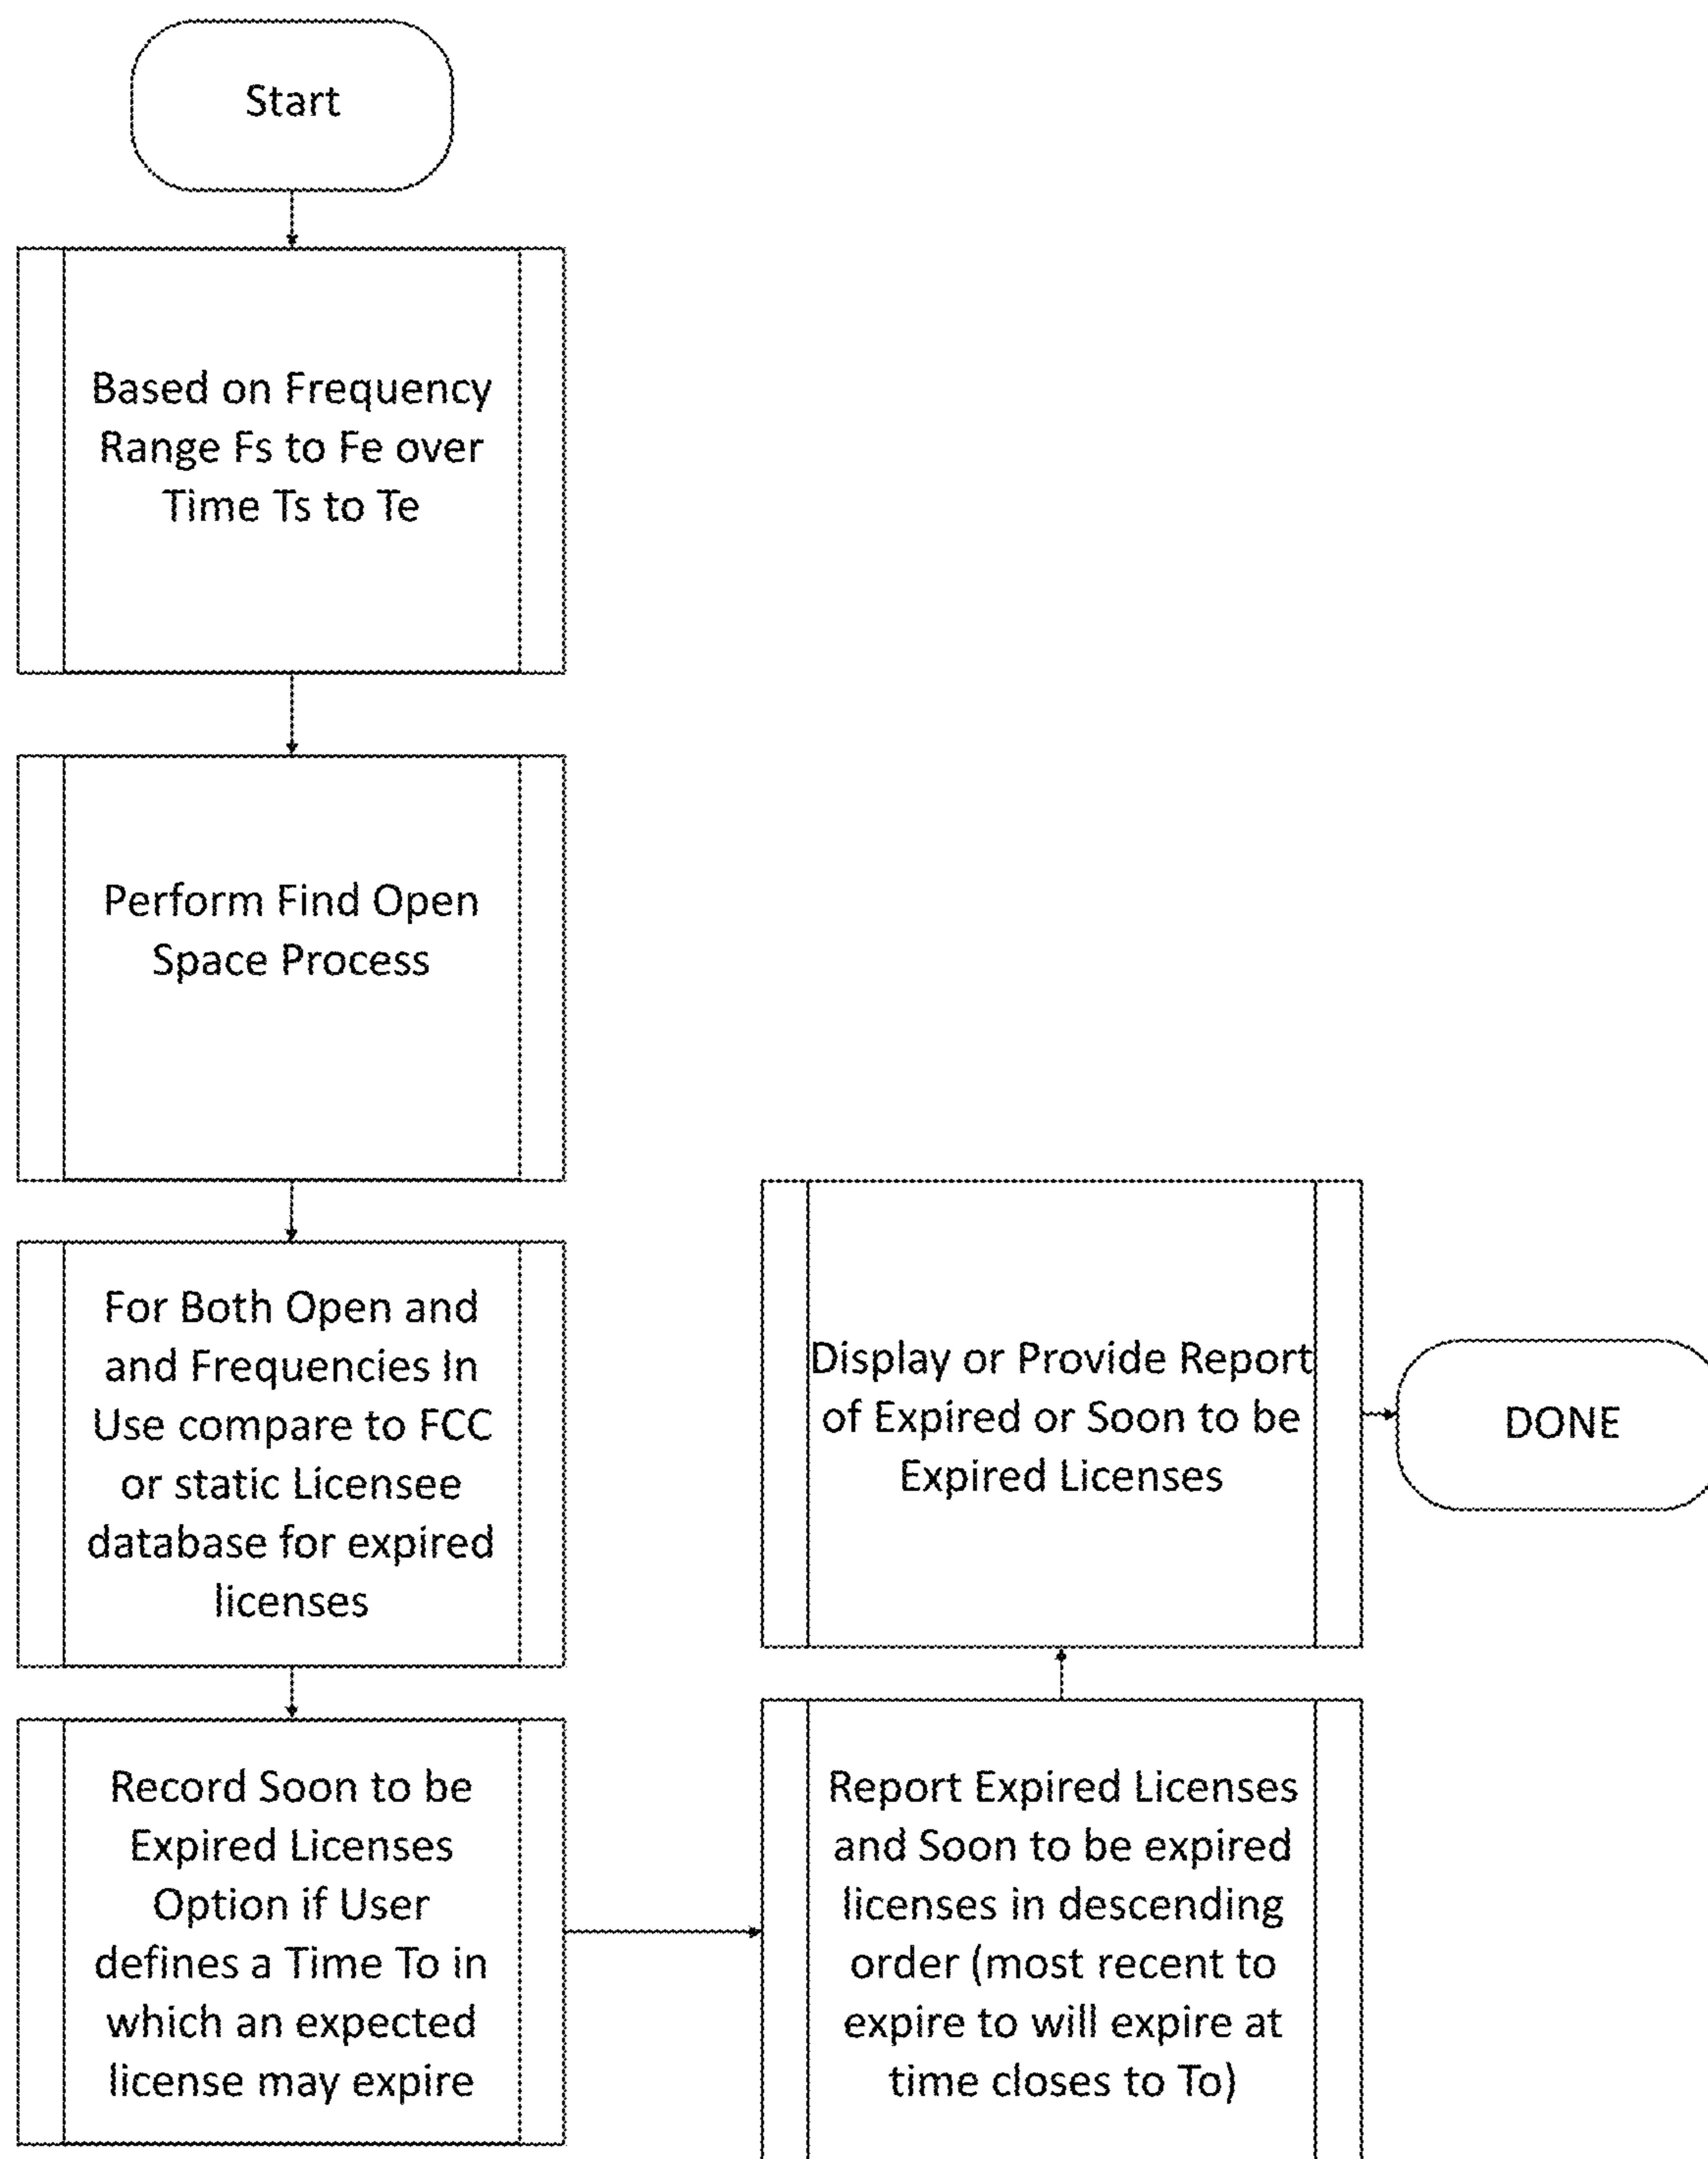 Start
Based on Frequency
Range Fs to Fe over
Time Ts to Te
Perform Find Open
Space Process
For Both Open and
and Frequencies In
Use compare to FCC
or static Licensee
database for expired
licenses
Record Soon to be
Expired Licenses
Option if User
defines a Time To in
which an expected
license may expire
Report Expired Licenses
and Soon to be expired
licenses in descending
order (most recent to
expire to will expire at
time closes to To)
Display or Provide Report
of Expired or Soon to be
Expired Licenses
DONE